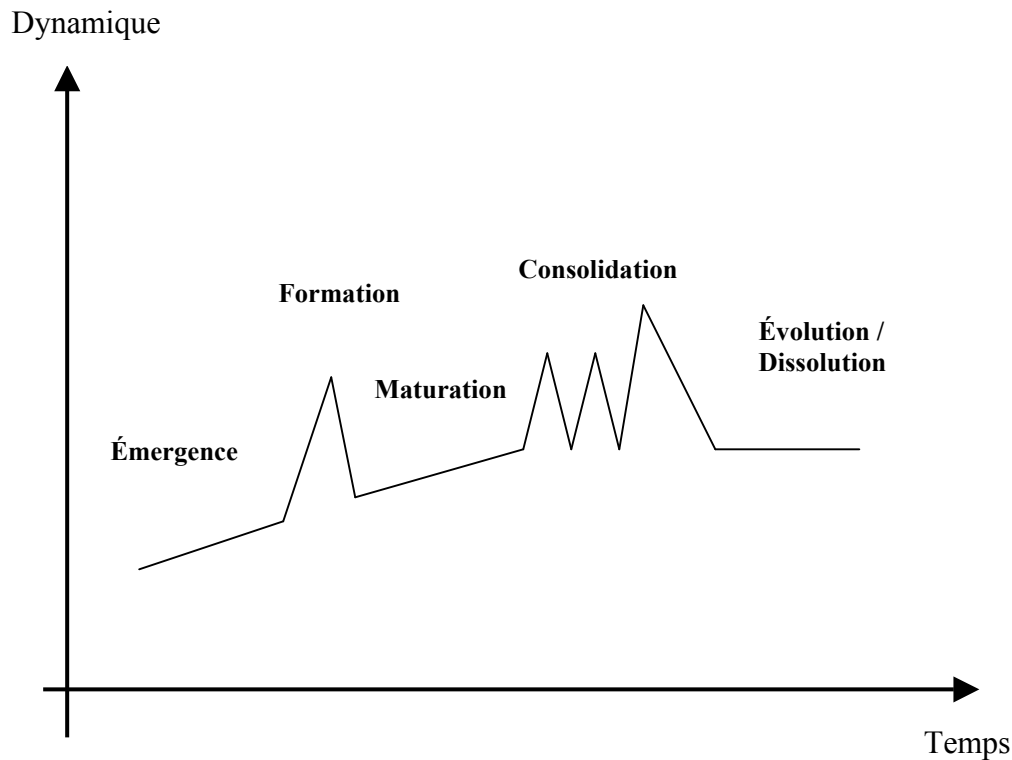 Dynamique
Consolidation
Formation
Évolution /
Dissolution
Maturation
Émergence
Temps